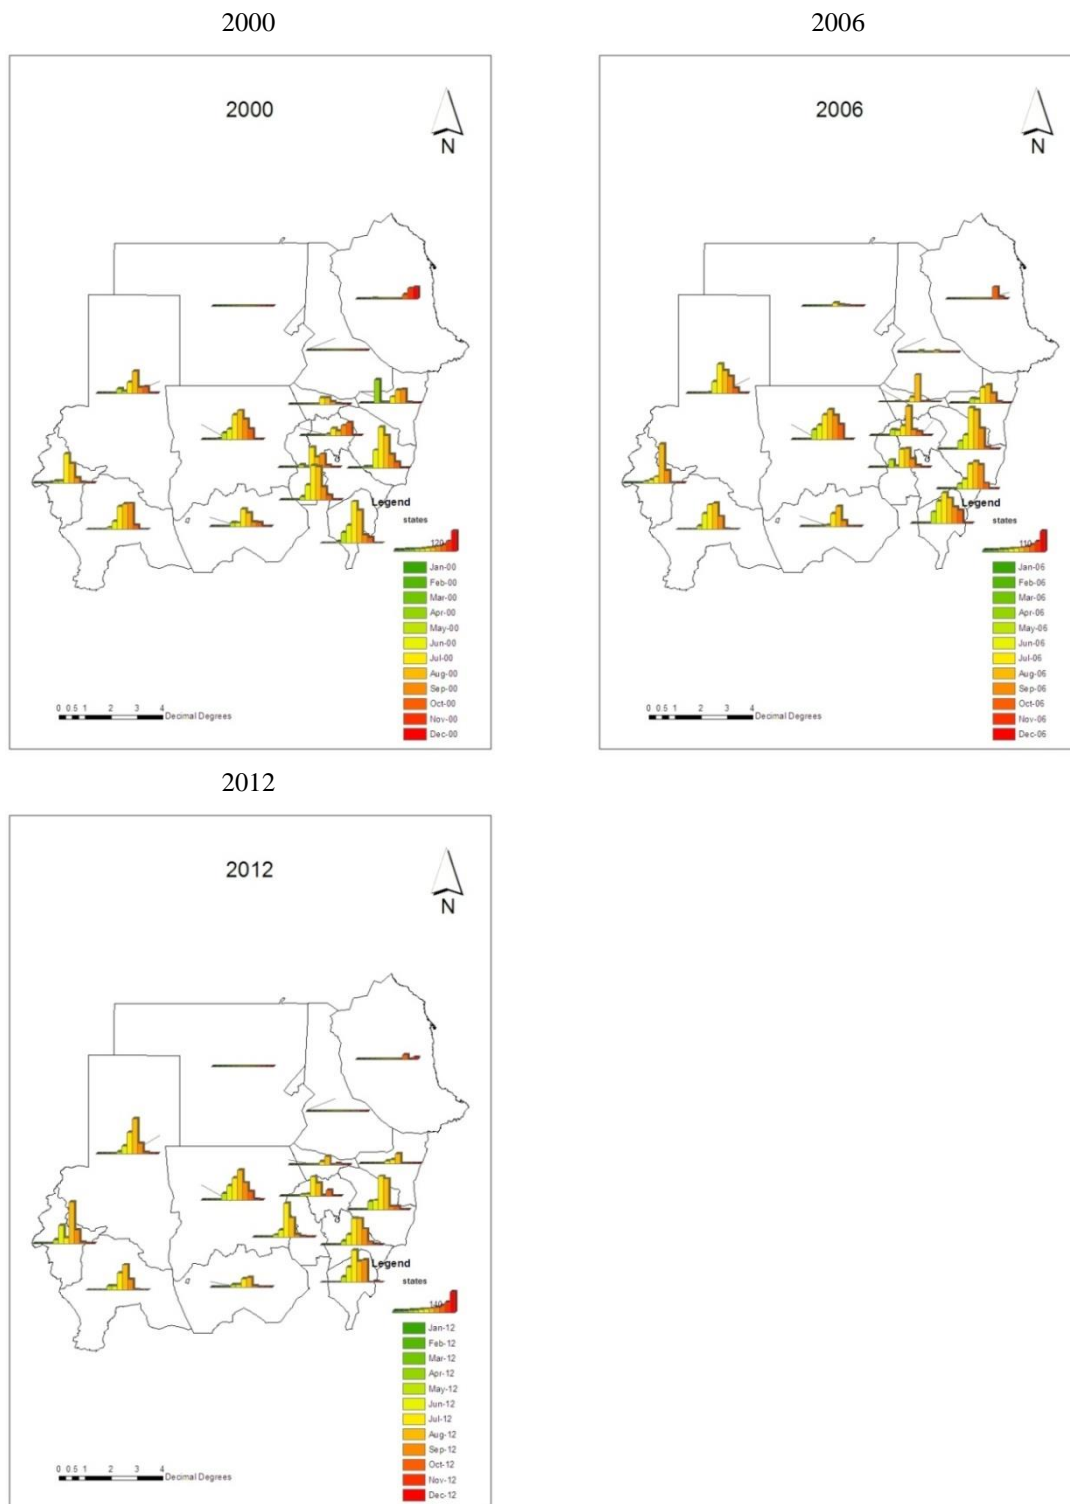 2000
2006
2000
N
Legend
states
120
Jan-00
Feb-00
Mar-00
Apr-00
May-00
Jun-00
Jul-00
Aug-00
Sep-00
Oct-00
Nov-00
Dec-00
0 0.5 1 2 3 4
Decimal Degrees
2006
N
Legend
states
110
Jan-06
Feb-06
Mar-06
Apr-06
May-06
Jun-06
Jul-06
Aug-06
Sep-06
Oct-06
Nov-06
Dec-06
0 0.5 1 2 3 4
Decimal Degrees
2012
2012
N
Legend
states
140
Jan-12
Feb-12
Mar-12
Apr-12
May-12
Jun-12
Jul-12
Aug-12
Sep-12
Oct-12
Nov-12
Dec-12
0 0.5 1 2 3 4
Decimal Degrees